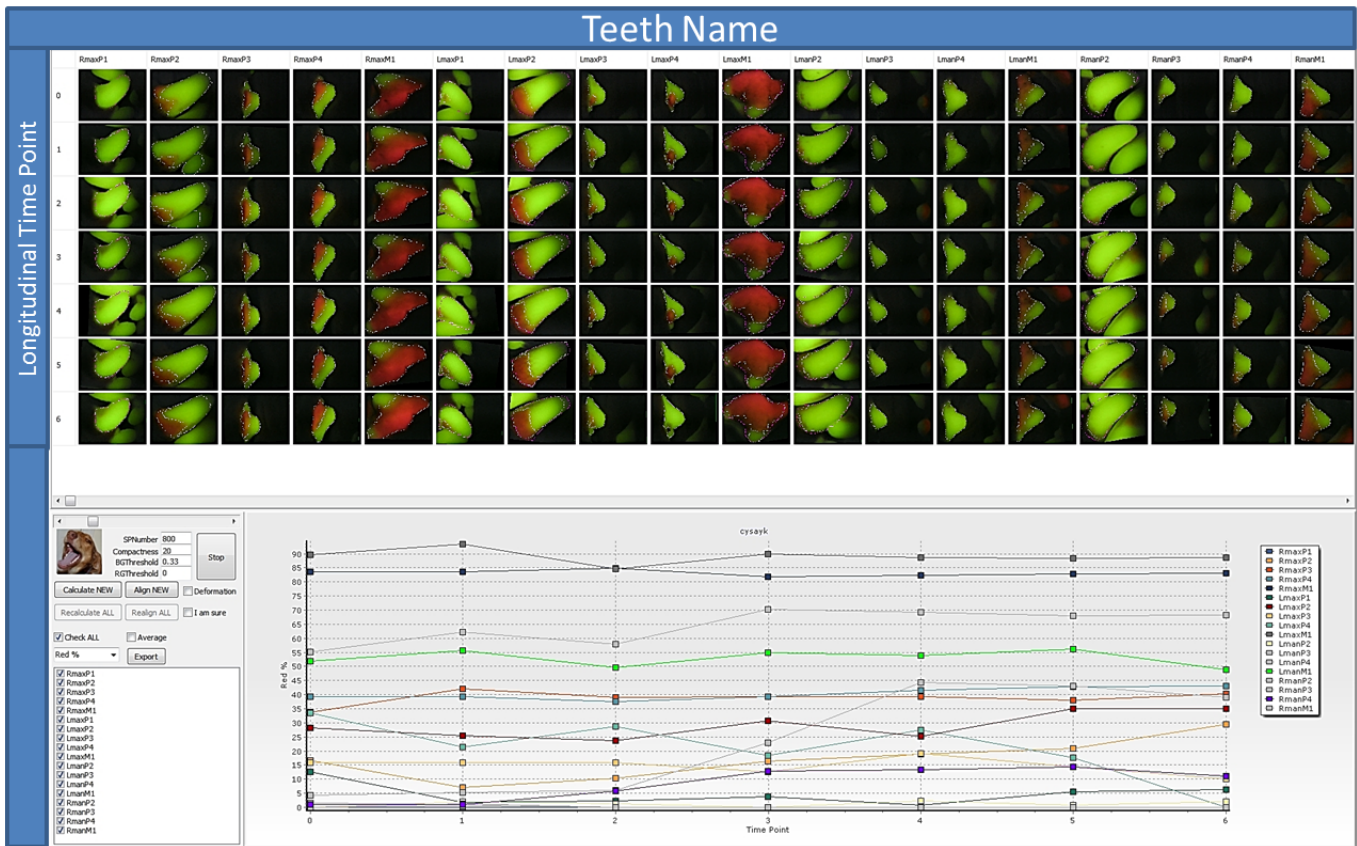 Teeth Name
Longitudinal Time Point
RmaxP1 RmaxP2 RmaxP3 RmaxP4 RmaxM1 LmaxP1 LmaxP2 LmaxP3 LmaxP4 LmaxM1 LmanP2 LmanP3 LmanP4 LmanM1 RmanP2 RmanP3 RmanP4 RmanM1
0
1
2
3
4
5
6
SPNumber 800
Compactness 20
BGThreshold 0.33
RGThreshold 0
Stop
Calculate NEW Align NEW Deformation
Recalculate ALL Realign ALL I am sure
Check ALL Average
Red % Export
RmaxP1
RmaxP2
RmaxP3
RmaxP4
RmaxM1
LmaxP1
LmaxP2
LmaxP3
LmaxP4
LmaxM1
LmanP2
LmanP3
LmanP4
LmanM1
RmanP2
RmanP3
RmanP4
RmanM1
cysayk
Red %
90
85
80
75
70
65
60
55
50
45
40
35
30
25
20
15
10
5
0
0 1 2 3 4 5 6
Time Point
RmaxP1
RmaxP2
RmaxP3
RmaxP4
RmaxM1
LmaxP1
LmaxP2
LmaxP3
LmaxP4
LmaxM1
LmanP2
LmanP3
LmanP4
LmanM1
RmanP2
RmanP3
RmanP4
RmanM1